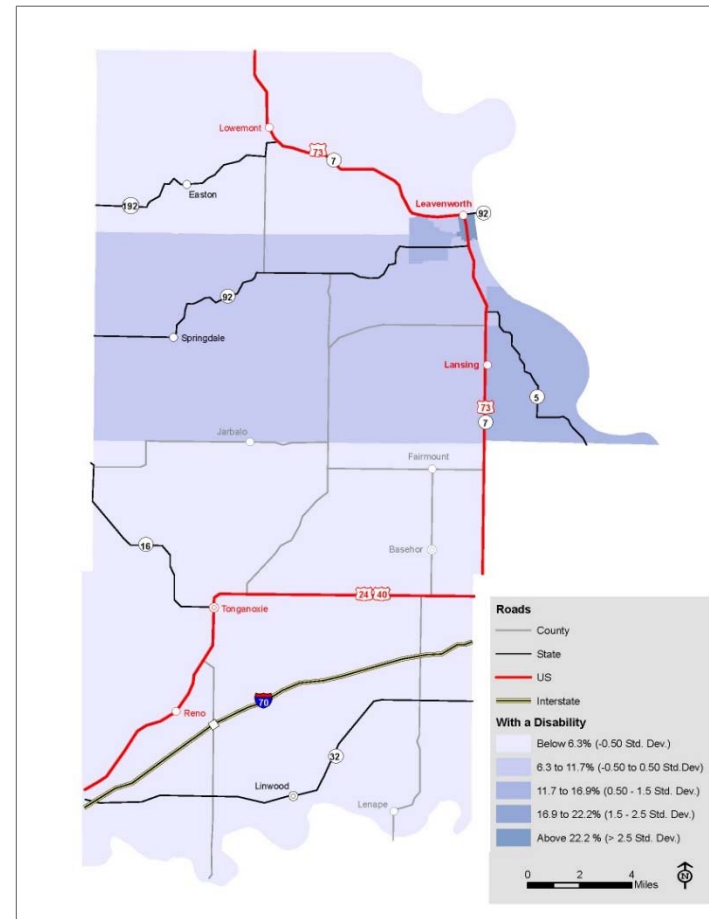 Lowemont
73
7
Easton
192
Leavenworth
92
92
Springdale
Lansing
5
73
7
Jarbalo
Fairmount
Basehor
16
24 40
Tonganoxie
70
Reno
32
Linwood
Lenape
Roads
County
State
US
Interstate
With a Disability
Below 6.3% (-0.50 Std. Dev.)
6.3 to 11.7% (-0.50 to 0.50 Std.Dev)
11.7 to 16.9% (0.50 - 1.5 Std. Dev.)
16.9 to 22.2% (1.5 - 2.5 Std. Dev.)
Above 22.2 % (> 2.5 Std. Dev.)
0 2 4
Miles
N